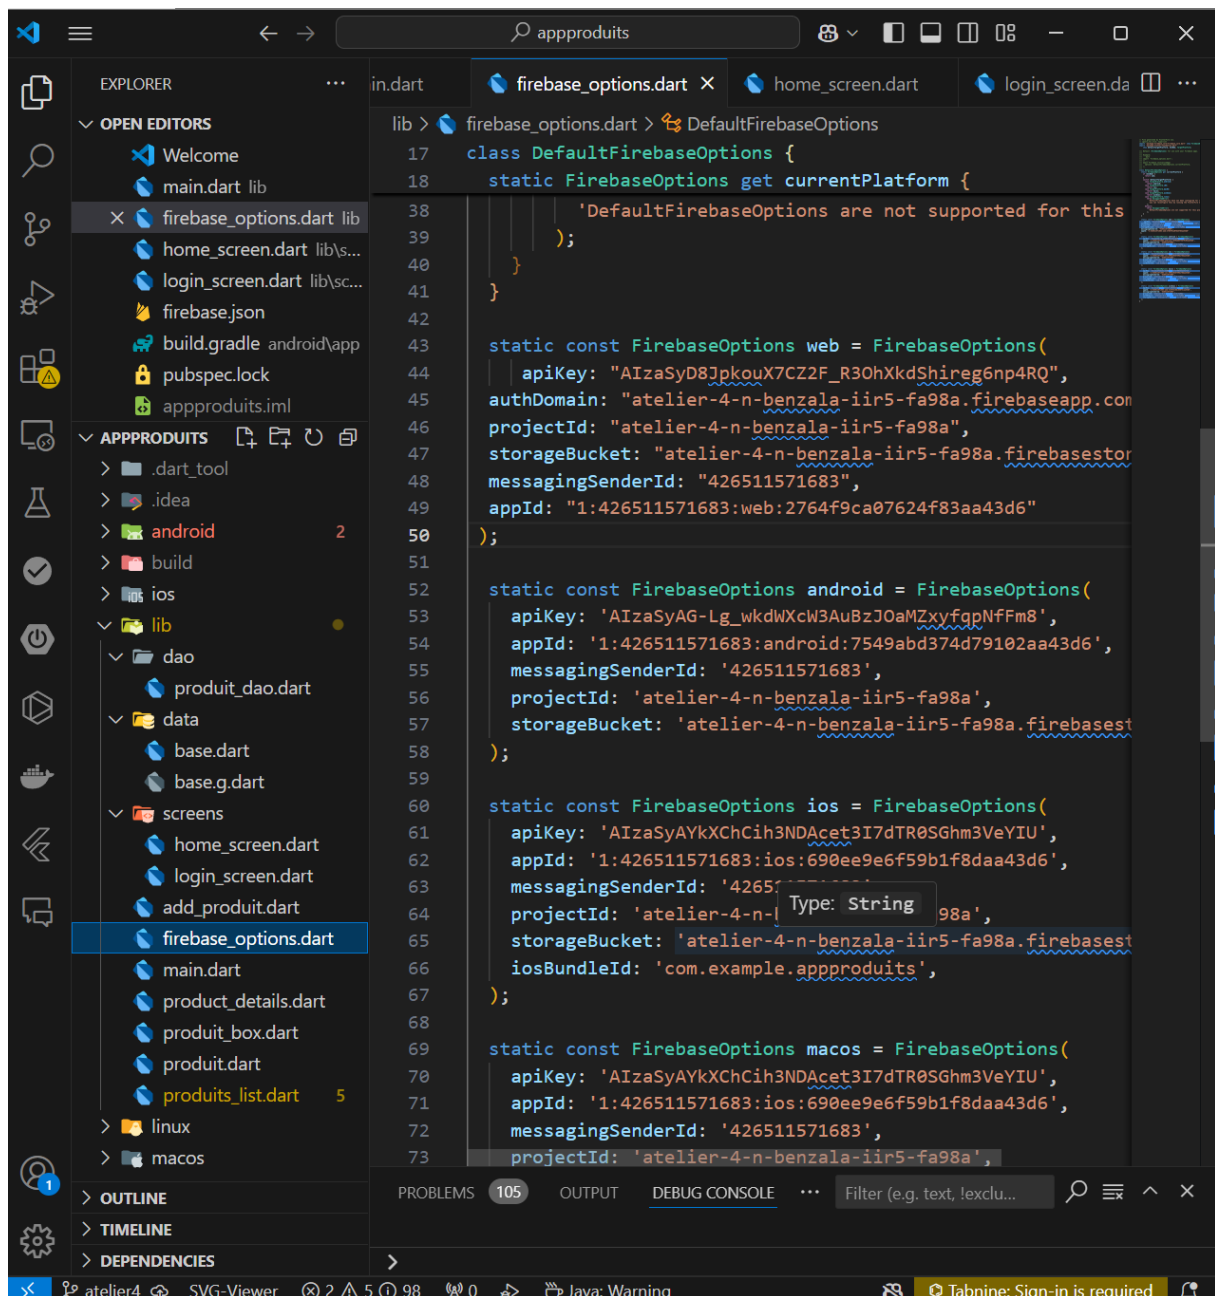 appproduits
EXPLORER
OPEN EDITORS
Welcome
main.dart lib
firebase_options.dart lib
home_screen.dart lib\s...
login_screen.dart lib\sc...
firebase.json
build.gradle android\app
pubspec.lock
appproduits.iml
APPPRODUITS
.dart_tool
.idea
android 2
build
ios
lib
dao
produit_dao.dart
data
base.dart
base.g.dart
screens
home_screen.dart
login_screen.dart
add_produit.dart
firebase_options.dart
main.dart
product_details.dart
produit_box.dart
produit.dart
produits_list.dart 5
linux
macos
OUTLINE
TIMELINE
DEPENDENCIES
in.dart firebase_options.dart home_screen.dart login_screen.da
lib > firebase_options.dart > DefaultFirebaseOptions
17 class DefaultFirebaseOptions {
18 static FirebaseOptions get currentPlatform {
38 'DefaultFirebaseOptions are not supported for this
39 );
40 }
41 }
42
43 static const FirebaseOptions web = FirebaseOptions(
44 apiKey: "AIzaSyD8JpkouX7CZ2F_R3OhXkdShireg6np4RQ",
45 authDomain: "atelier-4-n-benzala-iir5-fa98a.firebaseapp.com
46 projectId: "atelier-4-n-benzala-iir5-fa98a",
47 storageBucket: "atelier-4-n-benzala-iir5-fa98a.firebasestor
48 messagingSenderId: "426511571683",
49 appId: "1:426511571683:web:2764f9ca07624f83aa43d6"
50 );
51
52 static const FirebaseOptions android = FirebaseOptions(
53 apiKey: 'AIzaSyAG-Lg_wkdWXcW3AuBzJOaMZxyfqpNfFm8',
54 appId: '1:426511571683:android:7549abd374d79102aa43d6',
55 messagingSenderId: '426511571683',
56 projectId: 'atelier-4-n-benzala-iir5-fa98a',
57 storageBucket: 'atelier-4-n-benzala-iir5-fa98a.firebasest
58 );
59
60 static const FirebaseOptions ios = FirebaseOptions(
61 apiKey: 'AIzaSyAYkXChCih3NDAcet3I7dTR0SGhm3VeYIU',
62 appId: '1:426511571683:ios:690ee9e6f59b1f8daa43d6',
63 messagingSenderId: '4265
64 projectId: 'atelier-4-n- 98a',
Type: String
65 storageBucket: 'atelier-4-n-benzala-iir5-fa98a.firebasest
66 iosBundleId: 'com.example.appproduits',
67 );
68
69 static const FirebaseOptions macos = FirebaseOptions(
70 apiKey: 'AIzaSyAYkXChCih3NDAcet3I7dTR0SGhm3VeYIU',
71 appId: '1:426511571683:ios:690ee9e6f59b1f8daa43d6',
72 messagingSenderId: '426511571683',
73 projectId: 'atelier-4-n-benzala-iir5-fa98a',
PROBLEMS 105 OUTPUT DEBUG CONSOLE ... Filter (e.g. text, !exclu...
1
atelier4 SVG-Viewer 2 5 98 0 Java: Warning Tabnine: Sign-in is required